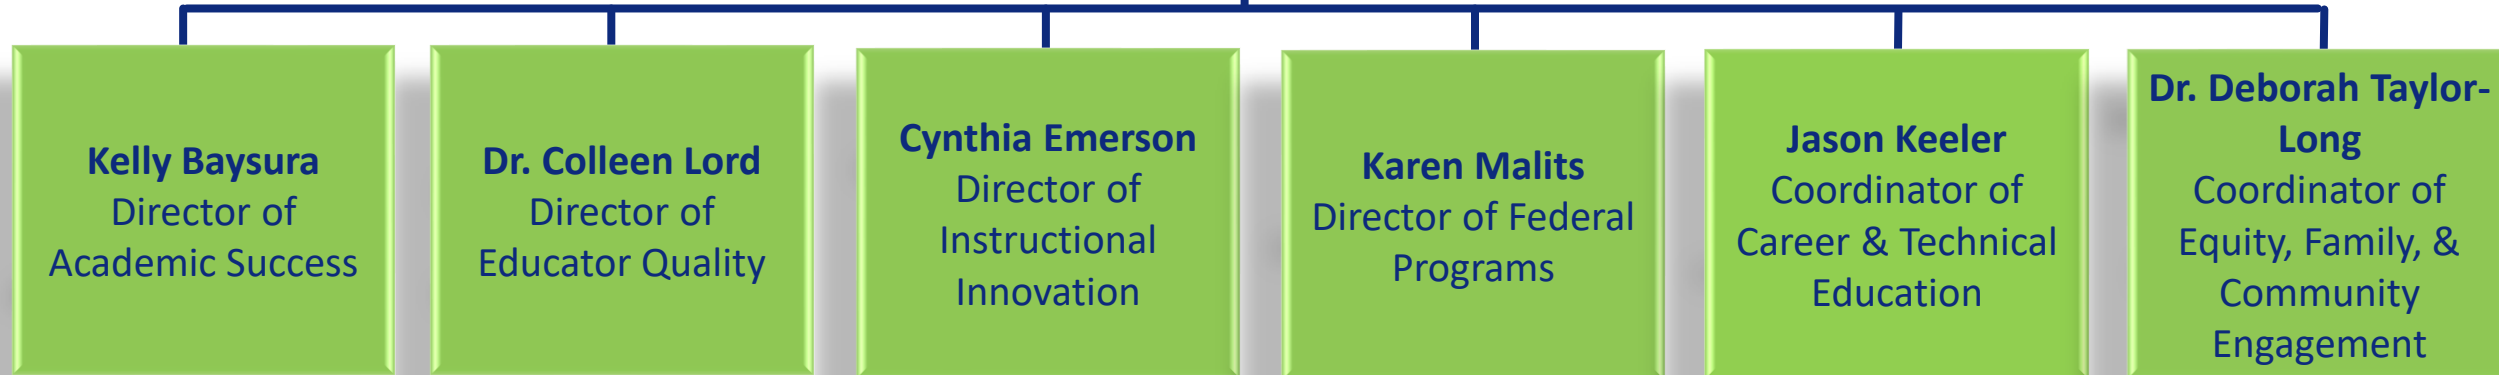 Kelly Baysura
Director of
Academic Success
Dr. Colleen Lord
Director of
Educator Quality
Cynthia Emerson
Director of
Instructional
Innovation
Karen Malits
Director of Federal
Programs
Jason Keeler
Coordinator of
Career & Technical
Education
Dr. Deborah Taylor-
Long
Coordinator of
Equity, Family, &
Community
Engagement